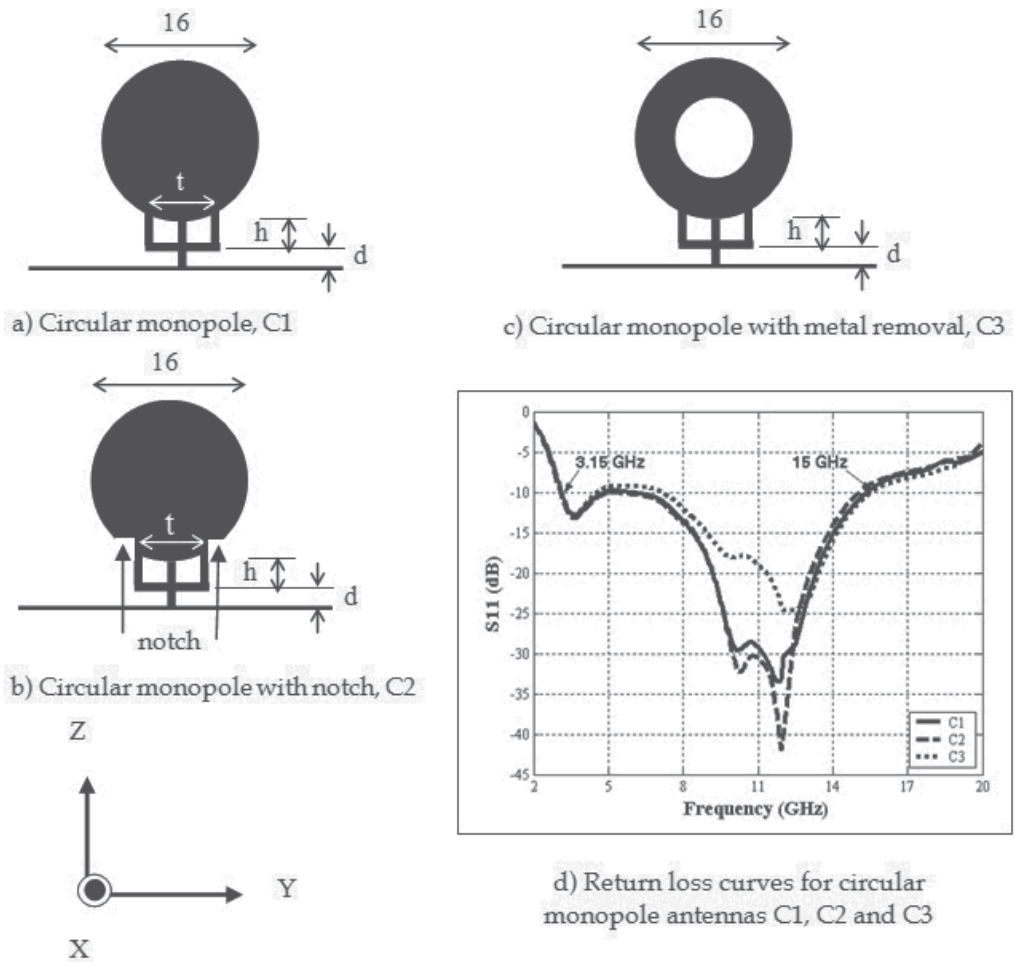 16
t
h
d
a) Circular monopole, C1
16
h
d
c) Circular monopole with metal removal, C3
16
t
h
d
notch
b) Circular monopole with notch, C2
Z
Y
X
0
-5
-10
-15
-20
-25
-30
-35
-40
-45
S11 (dB)
3.15 GHz
15 GHz
C1
C2
C3
2 5 8 11 14 17 20
Frequency (GHz)
d) Return loss curves for circular
monopole antennas C1, C2 and C3